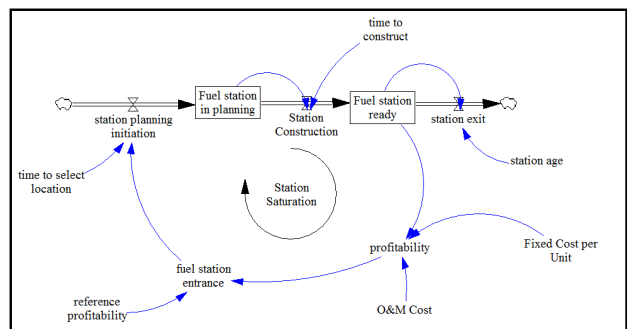 time to
construct
Fuel station
in planning
Fuel station
ready
station planning
initiation
Station
Construction
station exit
time to select
location
station age
Station
Saturation
profitability
Fixed Cost per
Unit
fuel station
entrance
reference
profitability
O&M Cost